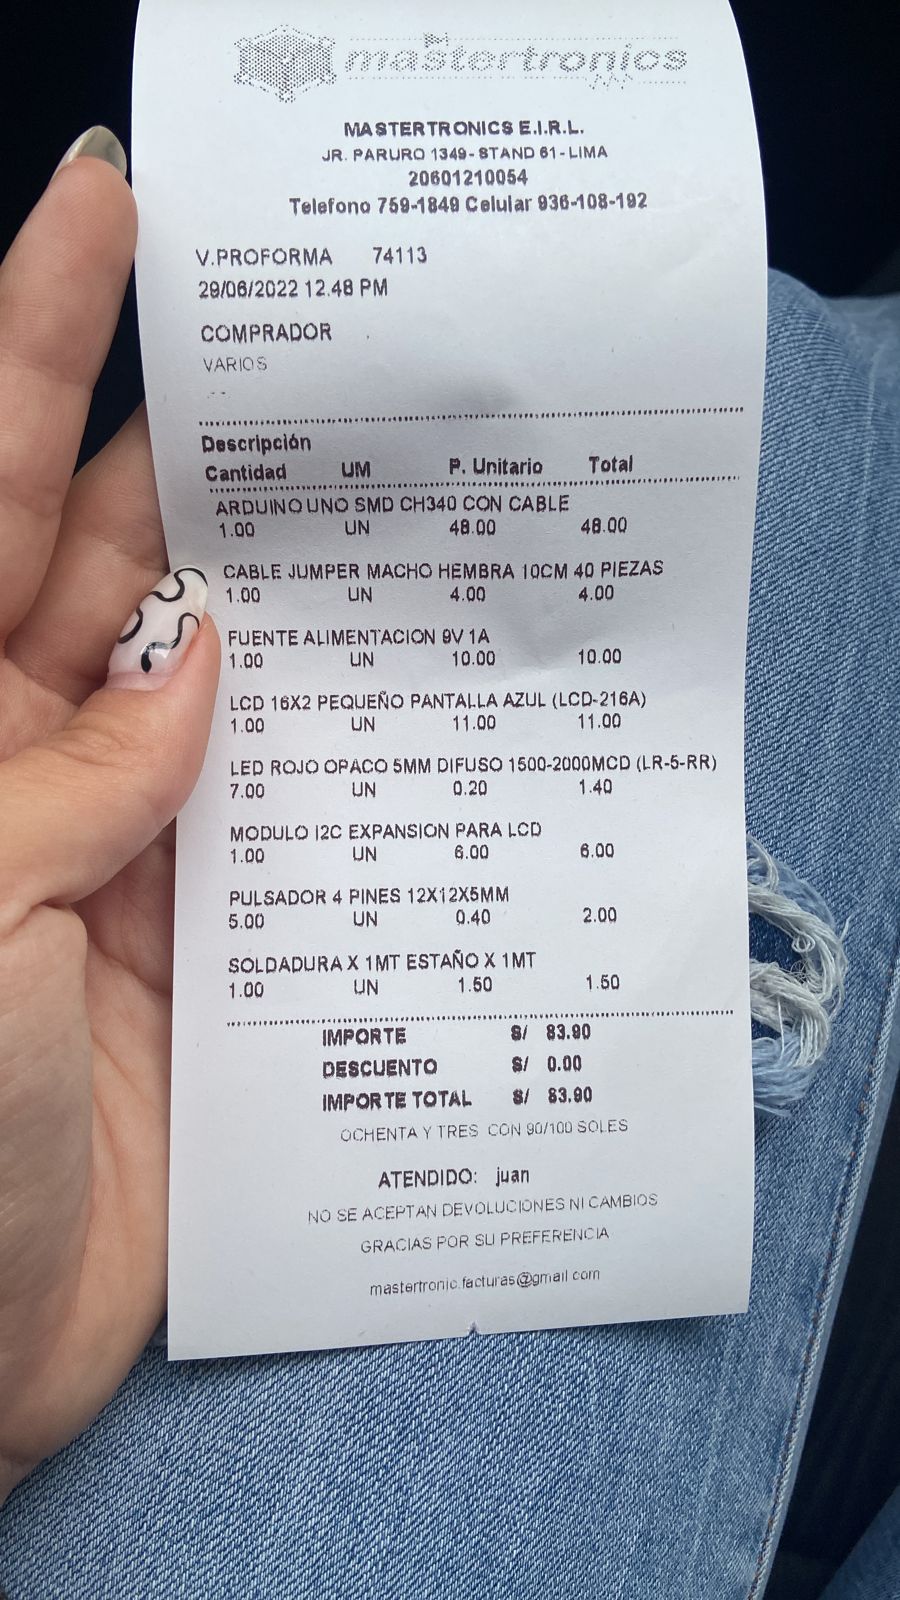 mastertronics
MASTERTRONICS E.I.R.L.
JR. PARURO 1349- STAND 61 - LIMA
20601210054
Telefono 759-1849 Celular 936-108-192
V.PROFORMA 74113
29/06/2022 12.48 PM
COMPRADOR
VARIOS
Descripción
Cantidad UM P. Unitario Total
ARDUINO UNO SMD CH340 CON CABLE
1.00 UN 48.00 48.00
CABLE JUMPER MACHO HEMBRA 10CM 40 PIEZAS
1.00 UN 4.00 4.00
FUENTE ALIMENTACION 9V 1A
1.00 UN 10.00 10.00
LCD 16X2 PEQUEÑO PANTALLA AZUL (LCD-216A)
1.00 UN 11.00 11.00
LED ROJO OPACO 5MM DIFUSO 1500-2000MCD (LR-5-RR)
7.00 UN 0.20 1.40
MODULO I2C EXPANSION PARA LCD
1.00 UN 6.00 6.00
PULSADOR 4 PINES 12X12X5MM
5.00 UN 0.40 2.00
SOLDADURA X 1MT ESTAÑO X 1MT
1.00 UN 1.50 1.50
IMPORTE S/ 83.90
DESCUENTO S/ 0.00
IMPORTE TOTAL S/ 83.90
OCHENTA Y TRES CON 90/100 SOLES
ATENDIDO: juan
NO SE ACEPTAN DEVOLUCIONES NI CAMBIOS
GRACIAS POR SU PREFERENCIA
mastertronic.facturas@gmail.com